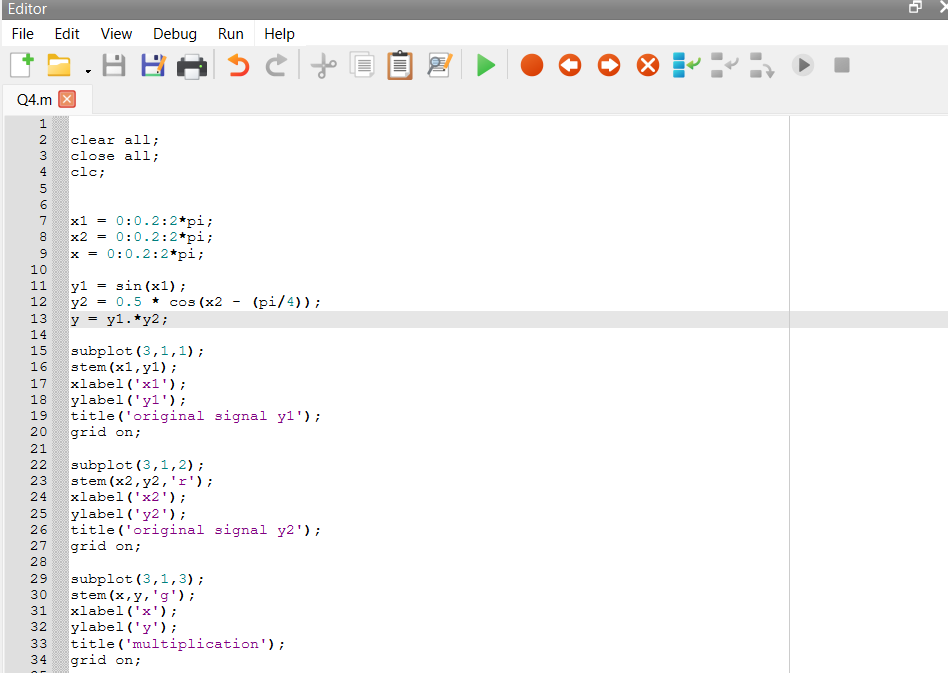 Editor
File Edit View Debug Run Help
Q4.m
1
2 clear all;
3 close all;
4 clc;
5
6
7 x1 = 0:0.2:2*pi;
8 x2 = 0:0.2:2*pi;
9 x = 0:0.2:2*pi;
10
11 y1 = sin(x1);
12 y2 = 0.5 * cos(x2 - (pi/4));
13 y = y1.*y2;
14
15 subplot(3,1,1);
16 stem(x1,y1);
17 xlabel('x1');
18 ylabel('y1');
19 title('original signal y1');
20 grid on;
21
22 subplot(3,1,2);
23 stem(x2,y2,'r');
24 xlabel('x2');
25 ylabel('y2');
26 title('original signal y2');
27 grid on;
28
29 subplot(3,1,3);
30 stem(x,y,'g');
31 xlabel('x');
32 ylabel('y');
33 title('multiplication');
34 grid on;